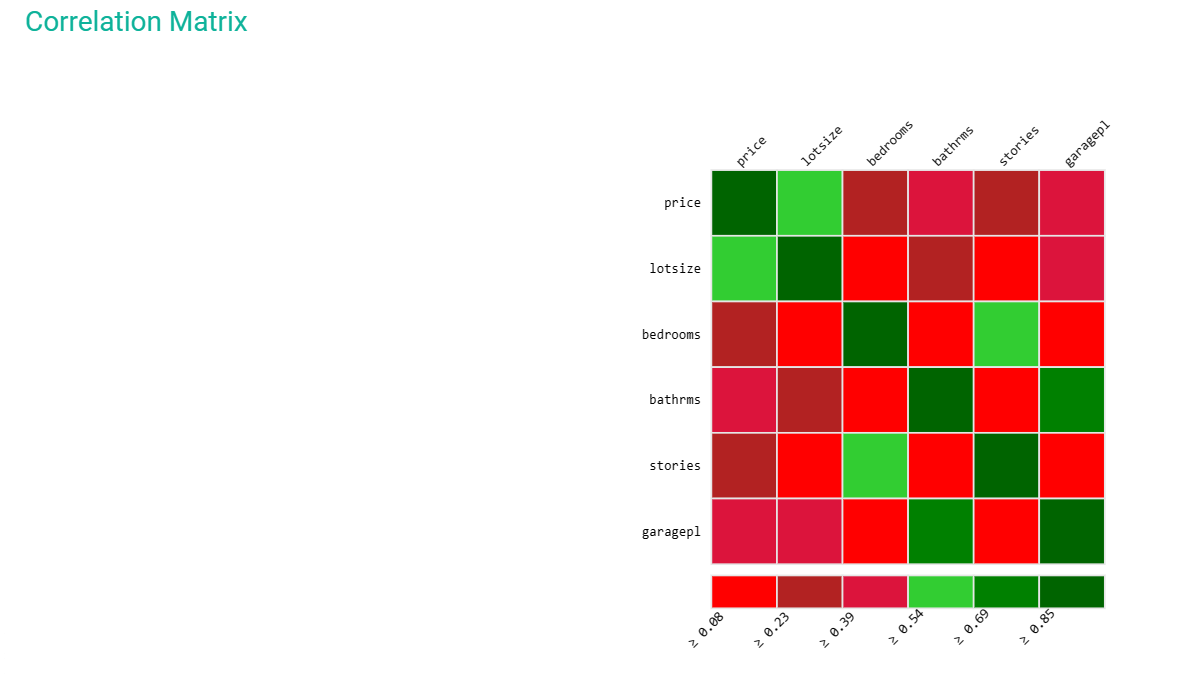 Correlation Matrix
price
lotsize
bedrooms
bathrms
stories
garagepl
price
lotsize
bedrooms
bathrms
stories
garagepl
≥ 0.08
≥ 0.23
≥ 0.39
≥ 0.54
≥ 0.69
≥ 0.85